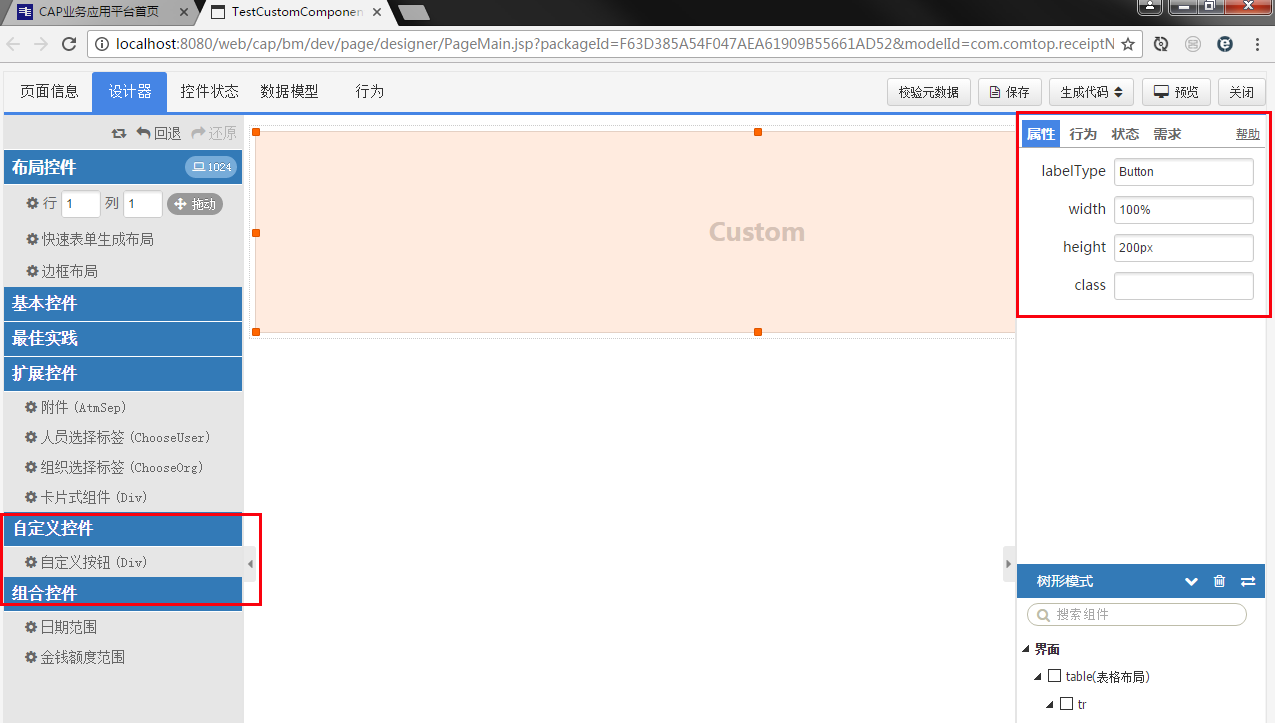 CAP业务应用平台首页
TestCustomComponen
localhost:8080/web/cap/bm/dev/page/designer/PageMain.jsp?packageId=F63D385A54F047AEA61909B55661AD52&modelId=com.comtop.receiptN
页面信息 设计器 控件状态 数据模型 行为
校验元数据 保存 生成代码 预览 关闭
回退 还原
布局控件 1024
行 1 列 1 拖动
快速表单生成布局
边框布局
基本控件
最佳实践
扩展控件
附件 (AtmSep)
人员选择标签 (ChooseUser)
组织选择标签 (ChooseOrg)
卡片式组件 (Div)
自定义控件
自定义按钮 (Div)
组合控件
日期范围
金钱额度范围
Custom
属性 行为 状态 需求 帮助
labelType Button
width 100%
height 200px
class
树形模式
搜索组件
界面
table(表格布局)
tr